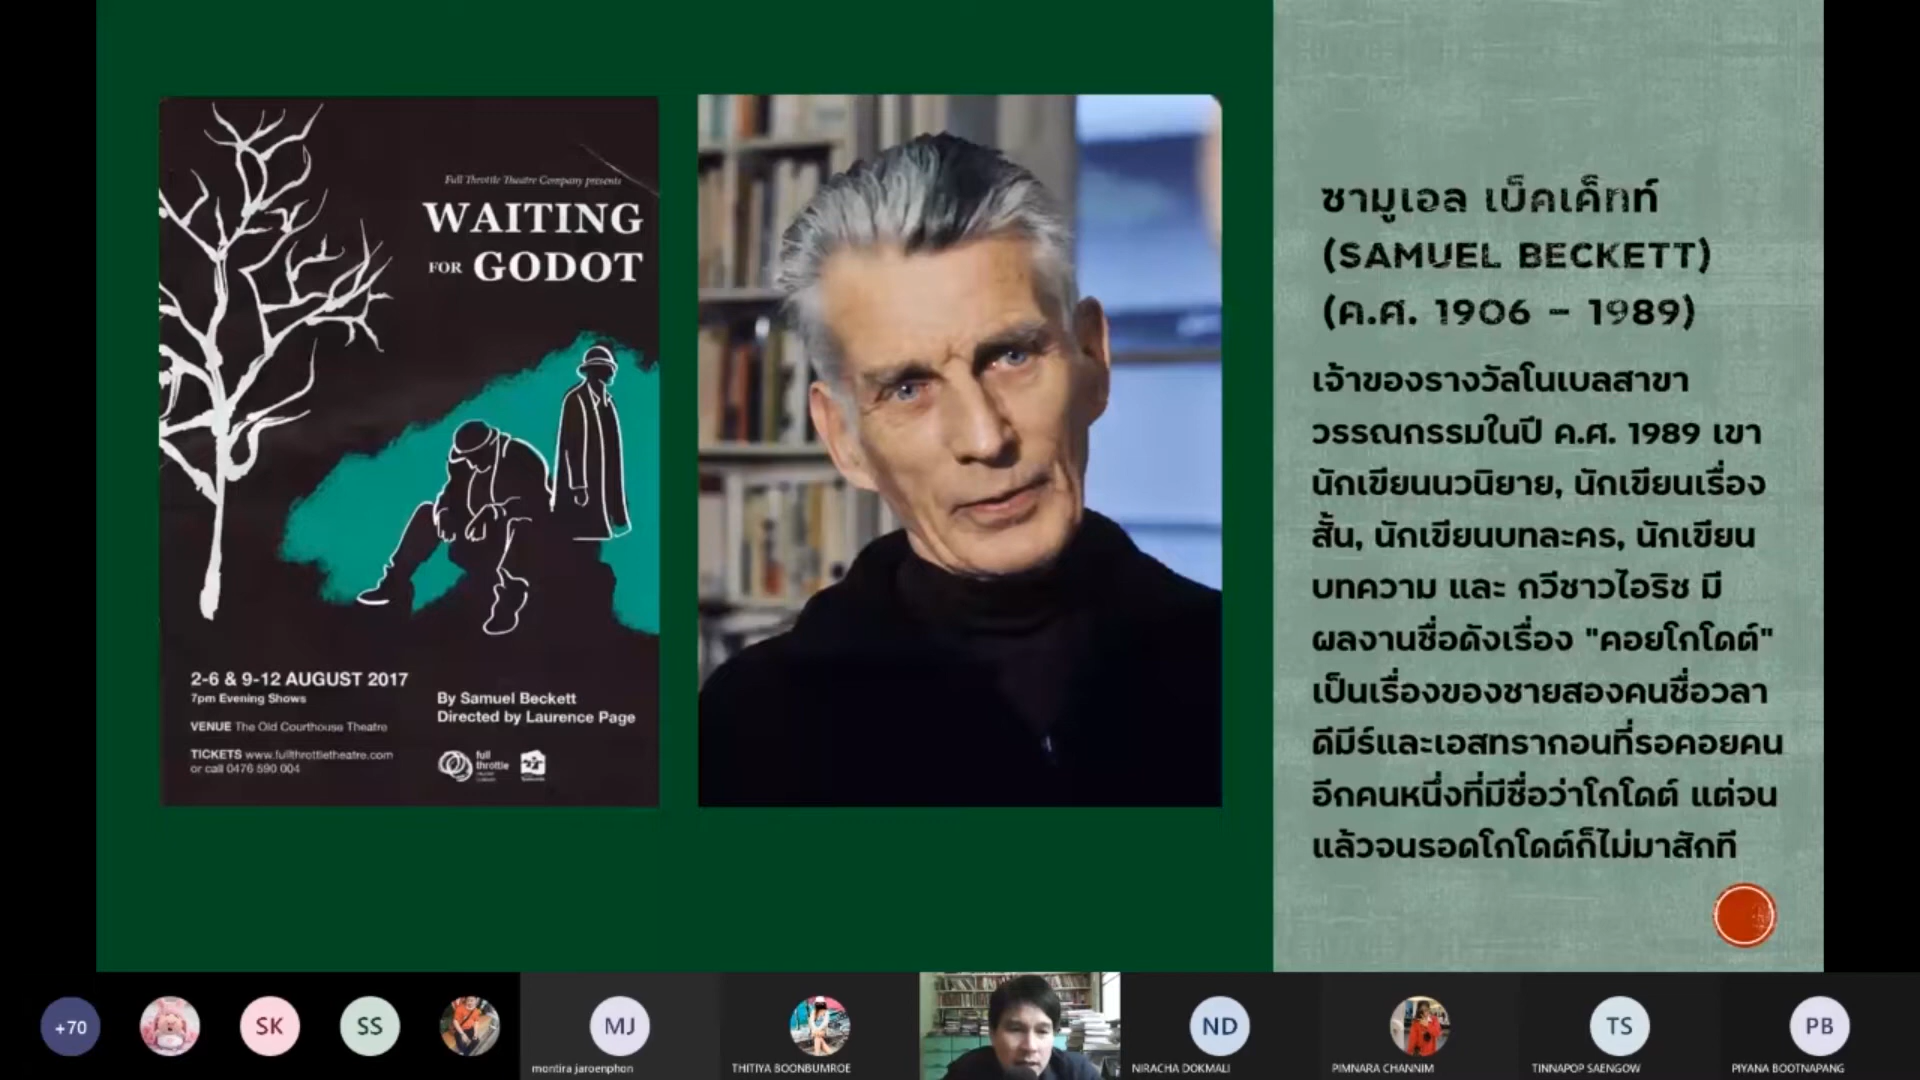 Full Throttle Theatre Company presents
WAITING
FOR GODOT
2-6 & 9-12 AUGUST 2017
7pm Evening Shows
VENUE The Old Courthouse Theatre
TICKETS www.fullthrottletheatre.com
or call 0476 590 004
By Samuel Beckett
Directed by Laurence Page
full
throttle
ซามูเอล เบ็คเค็ทท์
(SAMUEL BECKETT)
(ค.ศ. 1906 – 1989)
เจ้าของรางวัลโนเบลสาขา
วรรณกรรมในปี ค.ศ. 1989 เขา
นักเขียนนวนิยาย, นักเขียนเรื่อง
สั้น, นักเขียนบทละคร, นักเขียน
บทความ และ กวีชาวไอริช มี
ผลงานชื่อดังเรื่อง "คอยโกโดต์"
เป็นเรื่องของชายสองคนชื่อวลา
ดีมีร์และเอสทรากอนที่รอคอยคน
อีกคนหนึ่งที่มีชื่อว่าโกโดต์ แต่จน
แล้วจนรอดโกโดต์ก็ไม่มาสักที
+70
SK
SS
MJ
montira jaroenphon
THITIYA BOONBUMROE
ND
NIRACHA DOKMALI
PIMNARA CHANNIM
TS
TINNAPOP SAENGOW
PB
PIYANA BOOTNAPANG